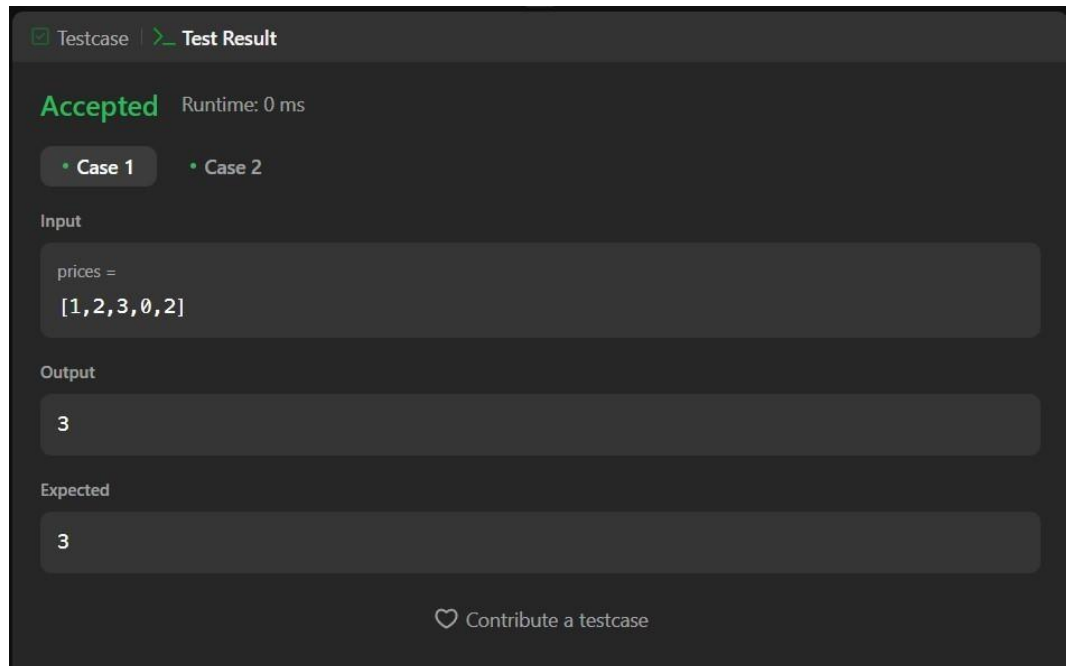 Testcase | >_ Test Result
Accepted Runtime: 0 ms
• Case 1 • Case 2
Input
prices =
[1,2,3,0,2]
Output
3
Expected
3
Contribute a testcase